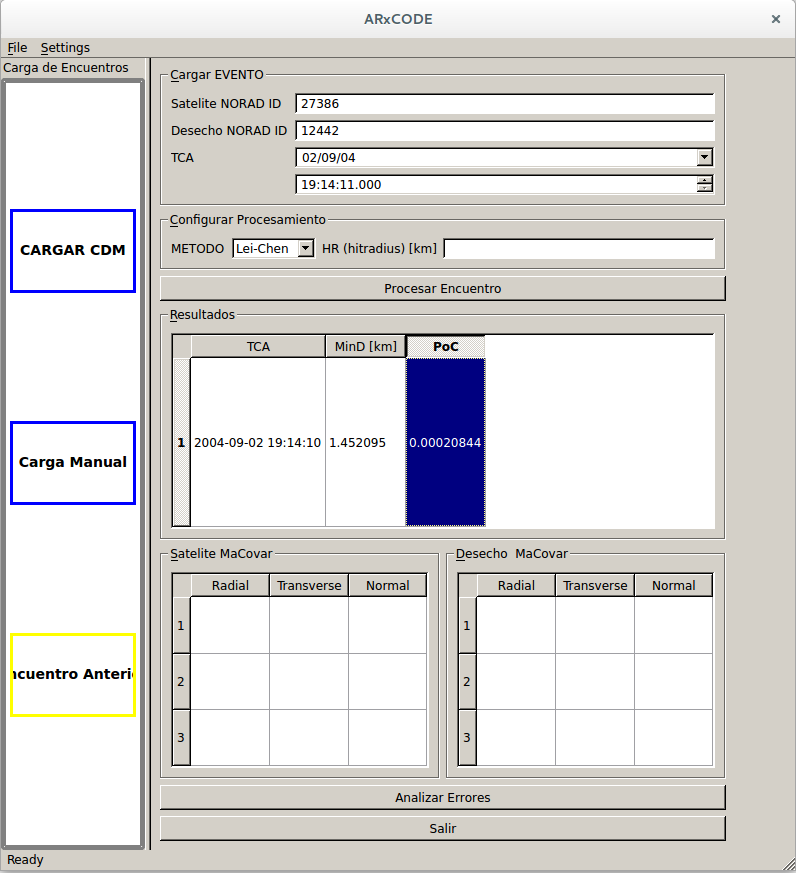 ARxCODE
File Settings
Carga de Encuentros
CARGAR CDM
Carga Manual
ncuentro Anteri
Cargar EVENTO
Satelite NORAD ID 27386
Desecho NORAD ID 12442
TCA 02/09/04
19:14:11.000
Configurar Procesamiento
METODO Lei-Chen HR (hitradius) [km]
Procesar Encuentro
Resultados
TCA MinD [km] PoC
1 2004-09-02 19:14:10 1.452095 0.00020844
Satelite MaCovar
Radial Transverse Normal
1
2
3
Desecho MaCovar
Radial Transverse Normal
1
2
3
Analizar Errores
Salir
Ready